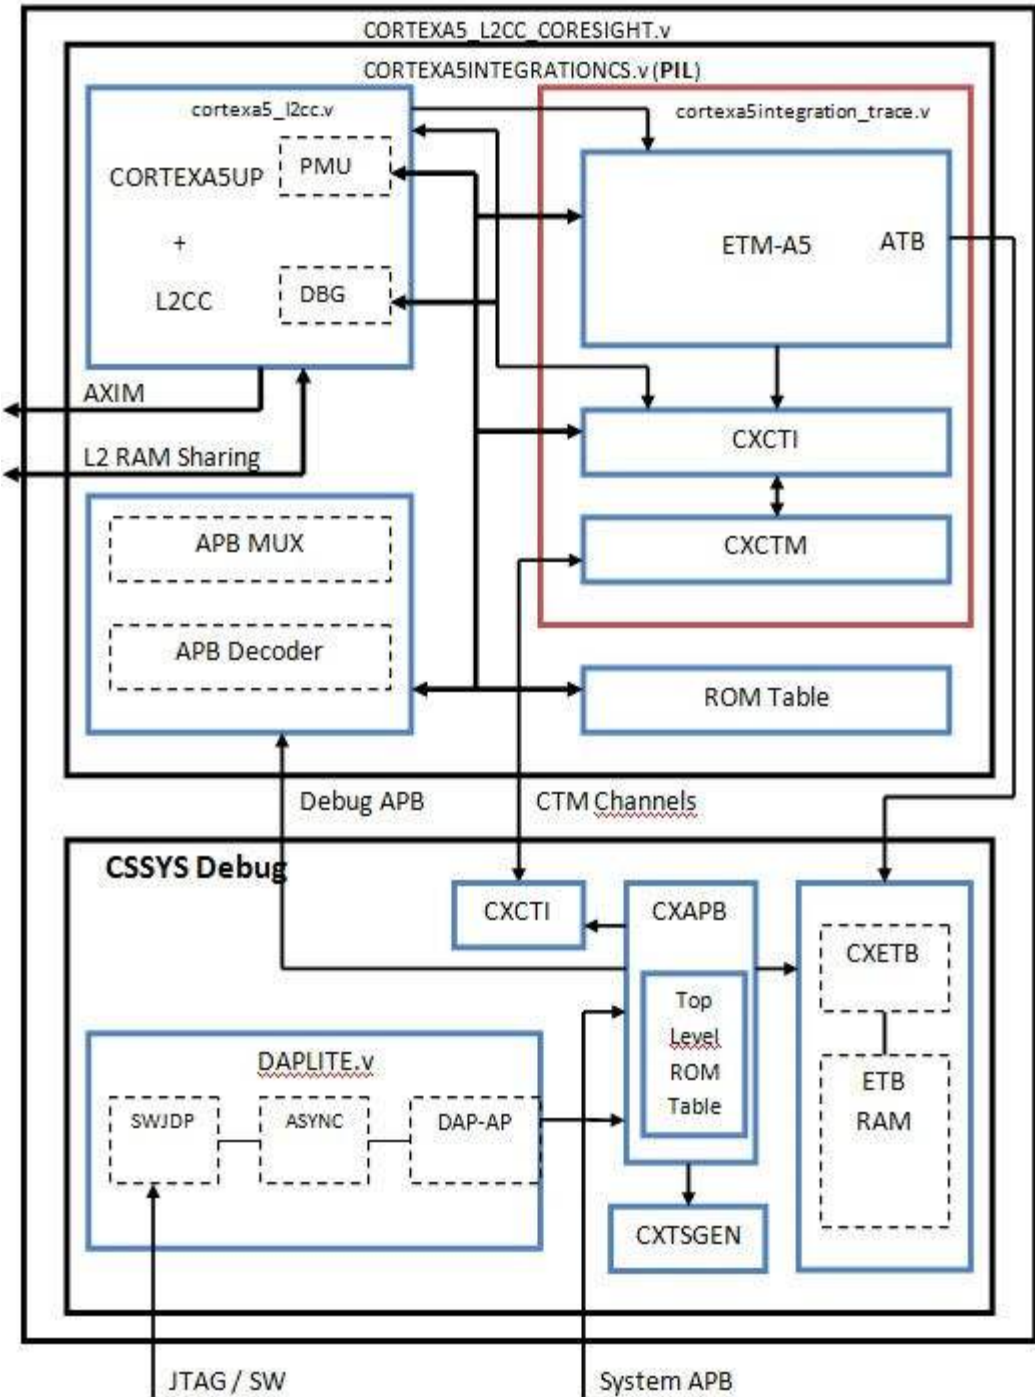 CORTEXA5_L2CC_CORESIGHT.v
CORTEXA5INTEGRATIONCS.v (PIL)
cortexa5_l2cc.v
CORTEXA5UP
+
L2CC
PMU
DBG
cortexa5integration_trace.v
ETM-A5
ATB
CXCTI
CXCTM
AXIM
L2 RAM Sharing
APB MUX
APB Decoder
ROM Table
Debug APB
CTM Channels
CSSYS Debug
CXCTI
CXAPB
Top
Level
ROM
Table
CXETB
ETB
RAM
DAPLITE.v
SWJDP
ASYNC
DAP-AP
CXTSGEN
JTAG / SW
System APB